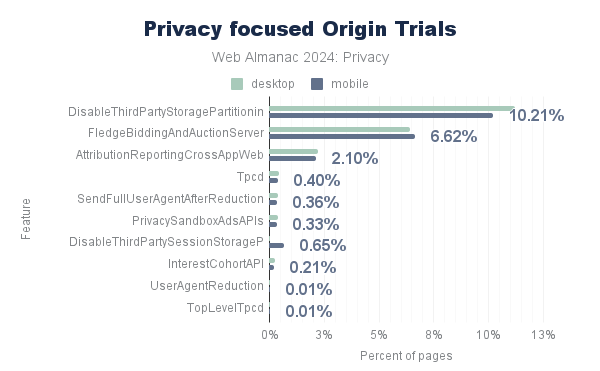 Privacy focused Origin Trials
Web Almanac 2024: Privacy
desktop mobile
DisableThirdPartyStoragePartitionin 10.21%
FledgeBiddingAndAuctionServer 6.62%
AttributionReportingCrossAppWeb 2.10%
Tpcd 0.40%
SendFullUserAgentAfterReduction 0.36%
PrivacySandboxAdsAPIs 0.33%
DisableThirdPartySessionStorageP 0.65%
InterestCohortAPI 0.21%
UserAgentReduction 0.01%
TopLevelTpcd 0.01%
Feature
0% 3% 5% 8% 10% 13%
Percent of pages